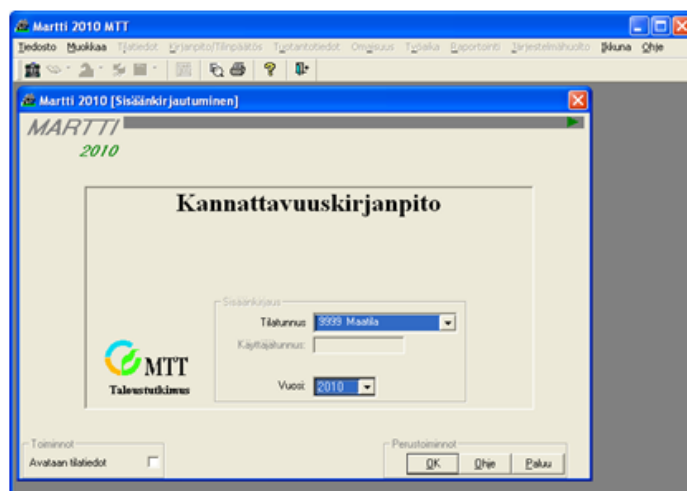 Martti 2010 MTT
Tiedosto Muokkaa Tilatiedot Kirjanpito/Tilinpäätös Tuotantotiedot Omaisuus Työaika Raportointi Järjestelmähuolto Ikkuna Ohje
Martti 2010 [Sisäänkirjautuminen]
MARTTI
2010
Kannattavuuskirjanpito
Sisäänkirjaus
Tilatunnus 9999 Maatila
Käyttäjätunnus:
MTT
Taloustutkimus
Vuosi: 2010
Toiminnot
Avataan tilatiedot
Perustoiminnot
OK Ohje Paluu